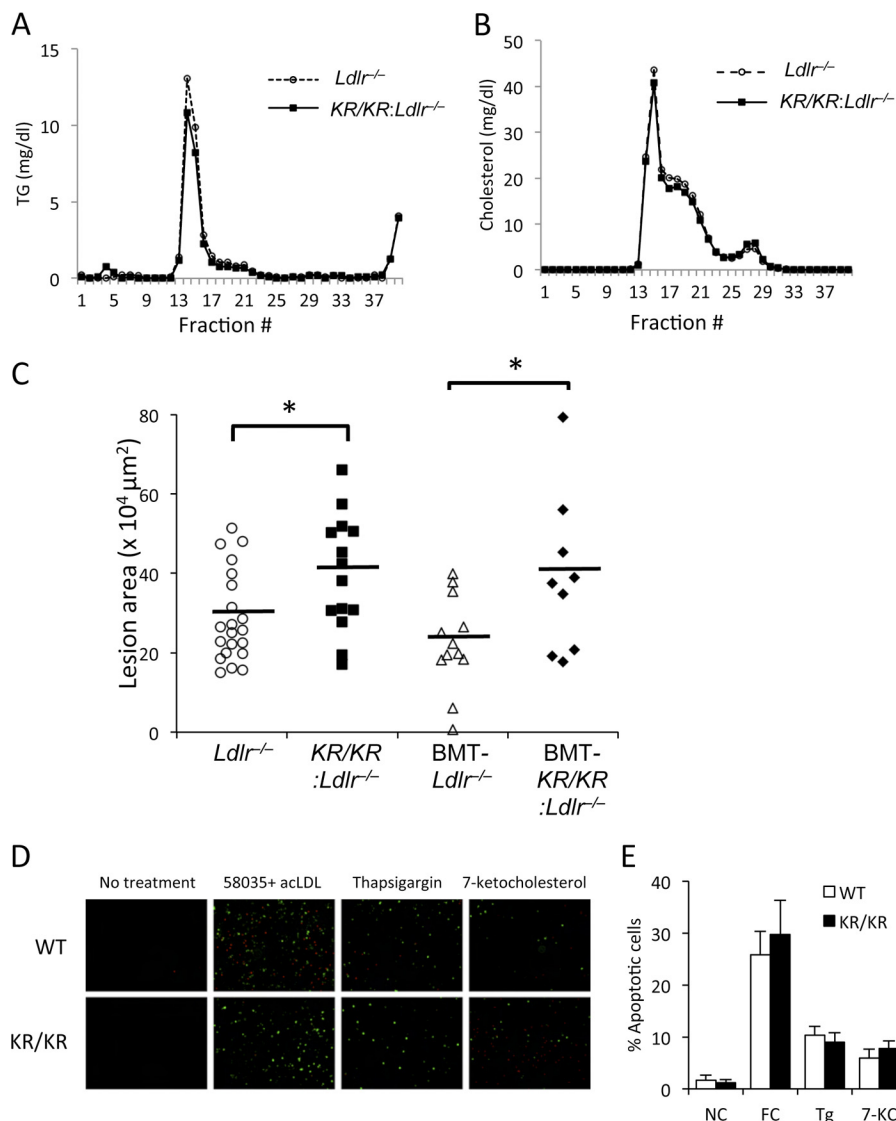 A
15
10
5
0
TG (mg/dl)
Ldlr–/–
KR/KR:Ldlr–/–
1 5 9 13 17 21 25 29 33 37
Fraction #
B
50
40
30
20
10
0
Cholesterol (mg/dl)
Ldlr–/–
KR/KR:Ldlr–/–
1 5 9 13 17 21 25 29 33 37
Fraction #
C
80
60
40
20
0
Lesion area (x 10⁴ µm²)
*
*
Ldlr–/–
KR/KR
:Ldlr–/–
BMT-
Ldlr–/–
BMT-
KR/KR
:Ldlr–/–
D
No treatment 58035+ acLDL Thapsigargin 7-ketocholesterol
WT
KR/KR
E
40
30
20
10
0
% Apoptotic cells
WT
KR/KR
NC FC Tg 7-KC